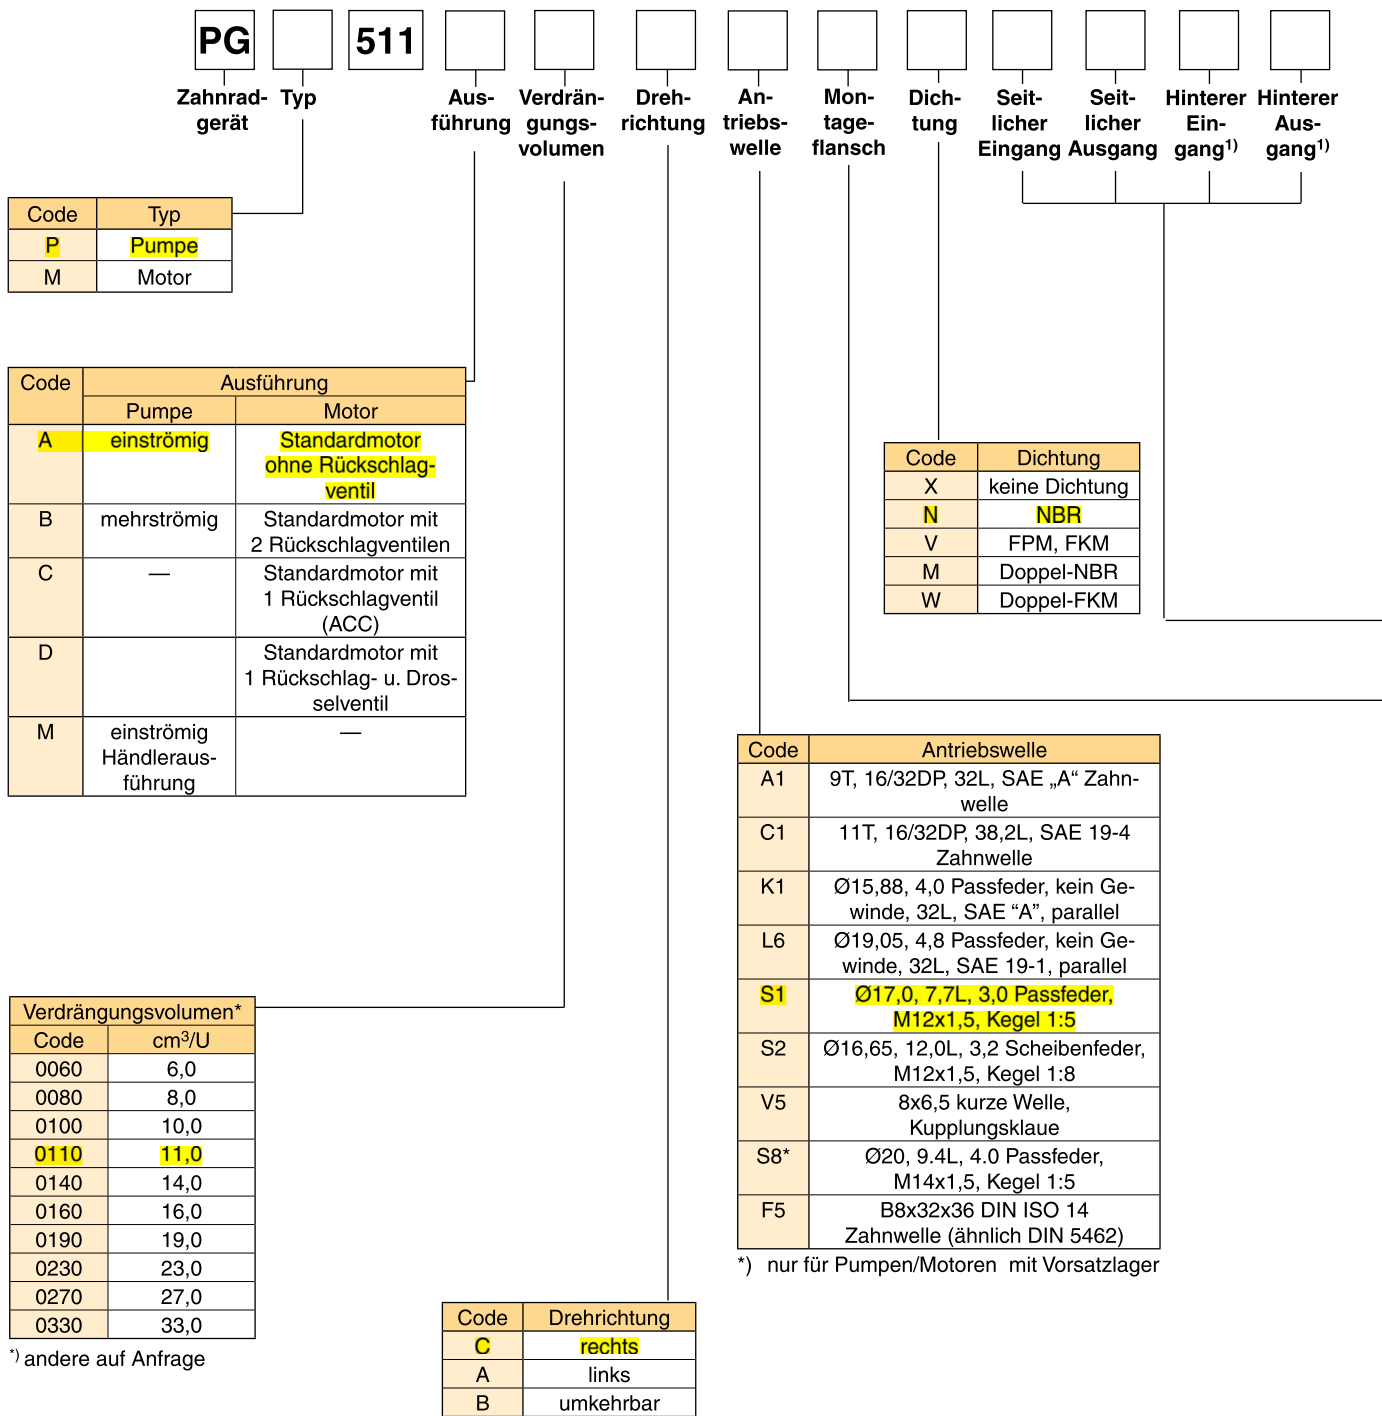 PG 511
Zahnrad- Typ Aus- Verdrän- Dreh- An- Mon- Dich- Seit- Seit- Hinterer Hinterer
gerät führung gungs- richtung triebs- tage- tung licher licher Ein- Aus-
volumen welle flansch Eingang Ausgang gang1) gang1)
Code Typ
P Pumpe
M Motor
Code Ausführung
Pumpe Motor
A einströmig Standardmotor
ohne Rückschlag-
ventil
B mehrströmig Standardmotor mit
2 Rückschlagventilen
C — Standardmotor mit
1 Rückschlagventil
(ACC)
D Standardmotor mit
1 Rückschlag- u. Dros-
selventil
M einströmig —
Händleraus-
führung
Code Dichtung
X keine Dichtung
N NBR
V FPM, FKM
M Doppel-NBR
W Doppel-FKM
Code Antriebswelle
A1 9T, 16/32DP, 32L, SAE „A“ Zahn-
welle
C1 11T, 16/32DP, 38,2L, SAE 19-4
Zahnwelle
K1 Ø15,88, 4,0 Passfeder, kein Ge-
winde, 32L, SAE “A”, parallel
L6 Ø19,05, 4,8 Passfeder, kein Ge-
winde, 32L, SAE 19-1, parallel
S1 Ø17,0, 7,7L, 3,0 Passfeder,
M12x1,5, Kegel 1:5
S2 Ø16,65, 12,0L, 3,2 Scheibenfeder,
M12x1,5, Kegel 1:8
V5 8x6,5 kurze Welle,
Kupplungsklaue
S8* Ø20, 9.4L, 4.0 Passfeder,
M14x1,5, Kegel 1:5
F5 B8x32x36 DIN ISO 14
Zahnwelle (ähnlich DIN 5462)
*) nur für Pumpen/Motoren mit Vorsatzlager
Verdrängungsvolumen*
Code cm³/U
0060 6,0
0080 8,0
0100 10,0
0110 11,0
0140 14,0
0160 16,0
0190 19,0
0230 23,0
0270 27,0
0330 33,0
*) andere auf Anfrage
Code Drehrichtung
C rechts
A links
B umkehrbar